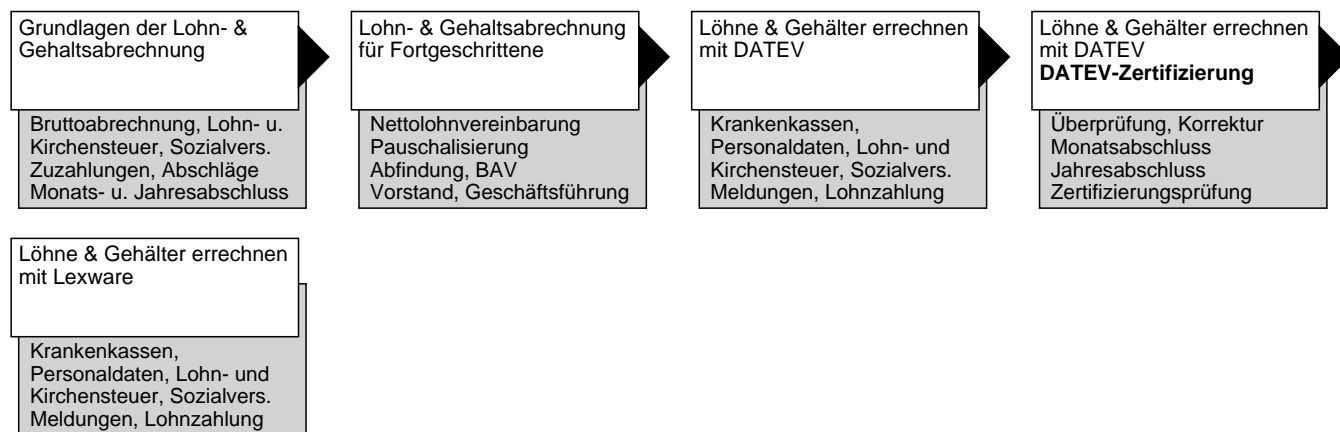 Grundlagen der Lohn- &
Gehaltsabrechnung
Bruttoabrechnung, Lohn- u.
Kirchensteuer, Sozialvers.
Zuzahlungen, Abschläge
Monats- u. Jahresabschluss
Lohn- & Gehaltsabrechnung
für Fortgeschrittene
Nettolohnvereinbarung
Pauschalisierung
Abfindung, BAV
Vorstand, Geschäftsführung
Löhne & Gehälter errechnen
mit DATEV
Krankenkassen,
Personaldaten, Lohn- und
Kirchensteuer, Sozialvers.
Meldungen, Lohnzahlung
Löhne & Gehälter errechnen
mit DATEV
DATEV-Zertifizierung
Überprüfung, Korrektur
Monatsabschluss
Jahresabschluss
Zertifizierungsprüfung
Löhne & Gehälter errechnen
mit Lexware
Krankenkassen,
Personaldaten, Lohn- und
Kirchensteuer, Sozialvers.
Meldungen, Lohnzahlung